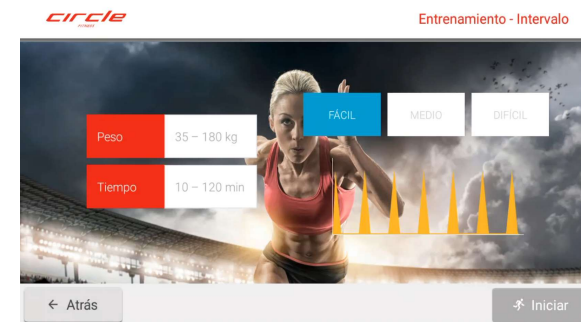 circle
fitness
Entrenamiento - Intervalo
FÁCIL
MEDIO
DIFÍCIL
Peso
35 – 180 kg
Tiempo
10 – 120 min
← Atrás
Iniciar